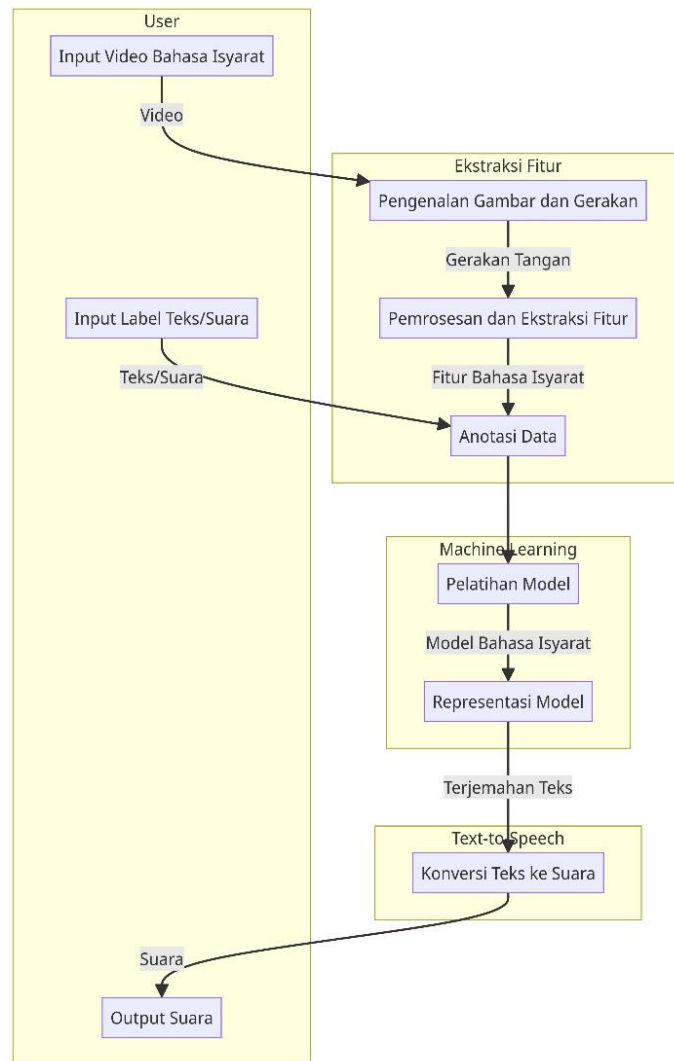 User
Input Video Bahasa Isyarat
Video
Ekstraksi Fitur
Pengenalan Gambar dan Gerakan
Gerakan Tangan
Input Label Teks/Suara
Pemrosesan dan Ekstraksi Fitur
Teks/Suara
Fitur Bahasa Isyarat
Anotasi Data
Machine Learning
Pelatihan Model
Model Bahasa Isyarat
Representasi Model
Terjemahan Teks
Text-to Speech
Konversi Teks ke Suara
Suara
Output Suara